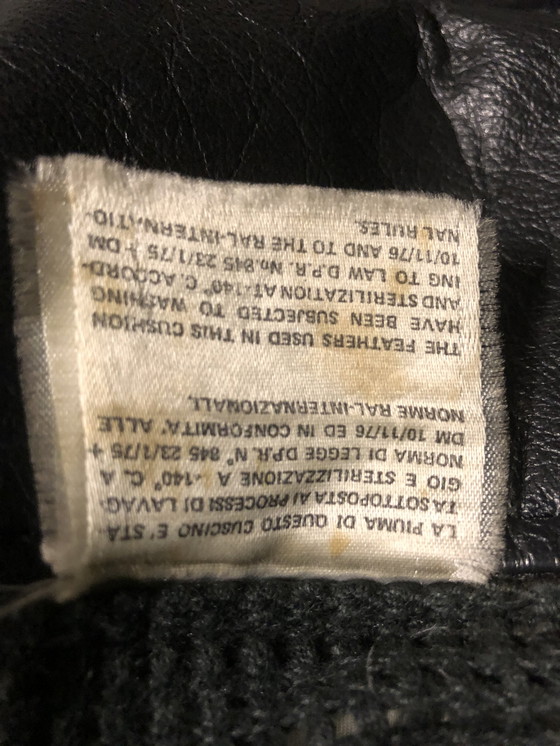 LA PIUMA DI QUESTO CUSCINO E' STA-
TA SOTTOPOSTA AI PROCESSI DI LAVAG-
GIO E STERILIZZAZIONE A +140° C. A
NORMA DI LEGGE D.P.R. N° 845 23/1/75 +
DM 10/11/76 ED IN CONFORMITA' ALLE
NORME RAL-INTERNAZIONALI.
THE FEATHERS USED IN THIS CUSHION
HAVE BEEN SUBJECTED TO WASHING
AND STERILIZATION AT +140° C. ACCORD-
ING TO LAW D.P.R. No. 845 23/1/75 + DM
10/11/76 AND TO THE RAL-INTERNATIO-
NAL RULES.